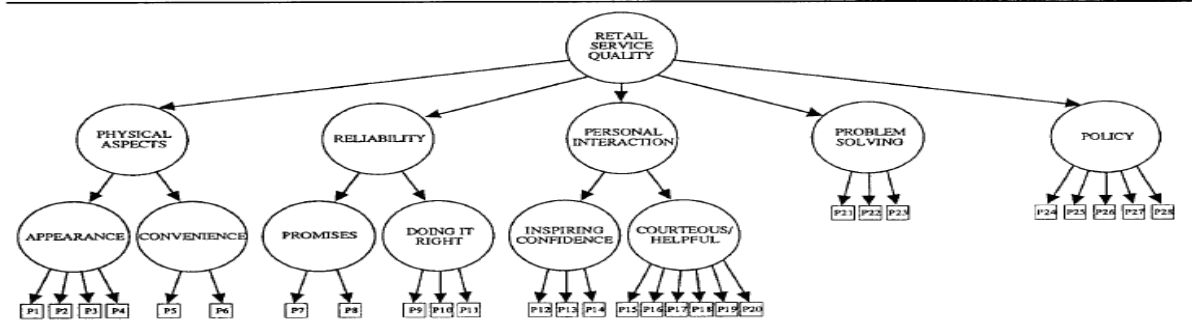 RETAIL
SERVICE
QUALITY
PHYSICAL
ASPECTS
RELIABILITY
PERSONAL
INTERACTION
PROBLEM
SOLVING
POLICY
P21 P22 P23
P24 P25 P26 P27 P28
APPEARANCE
CONVENIENCE
PROMISES
DOING IT
RIGHT
INSPIRING
CONFIDENCE
COURTEOUS/
HELPFUL
P1 P2 P3 P4
P5 P6
P7 P8
P9 P10 P11
P12 P13 P14
P15 P16 P17 P18 P19 P20